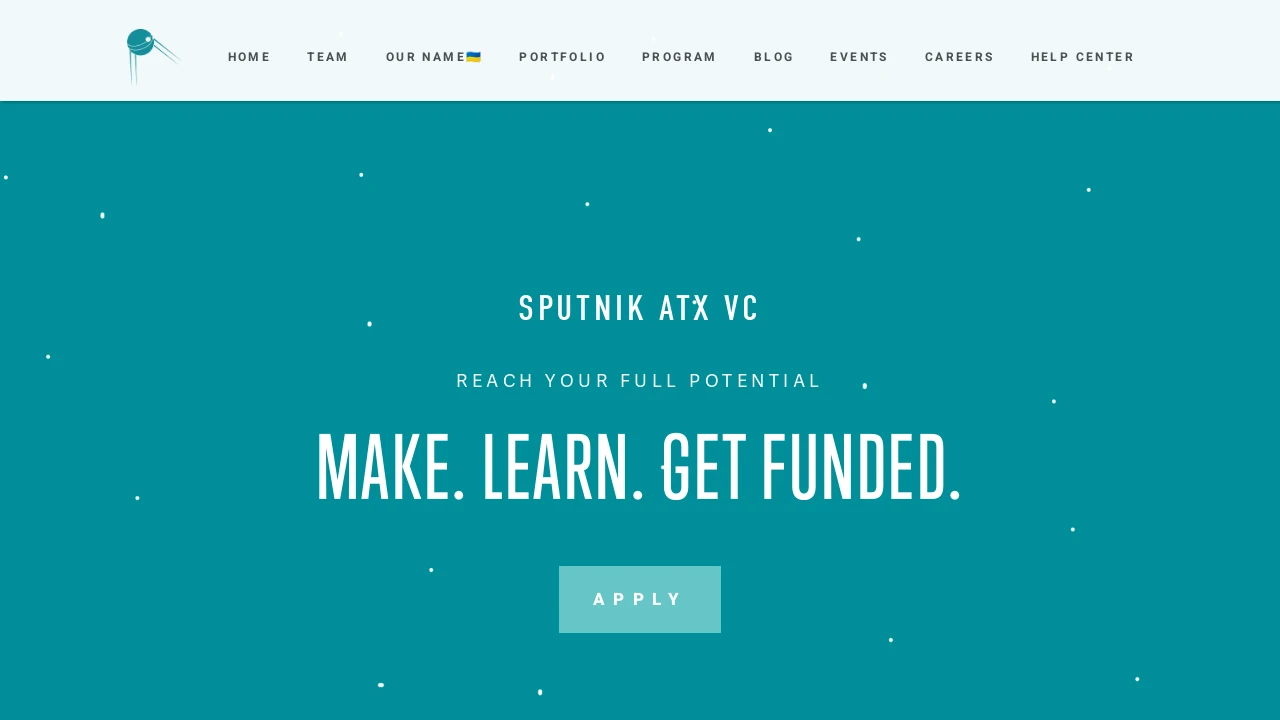 HOME TEAM OUR NAME🇺🇦 PORTFOLIO PROGRAM BLOG EVENTS CAREERS HELP CENTER
SPUTNIK ATX VC
REACH YOUR FULL POTENTIAL
MAKE. LEARN. GET FUNDED.
APPLY